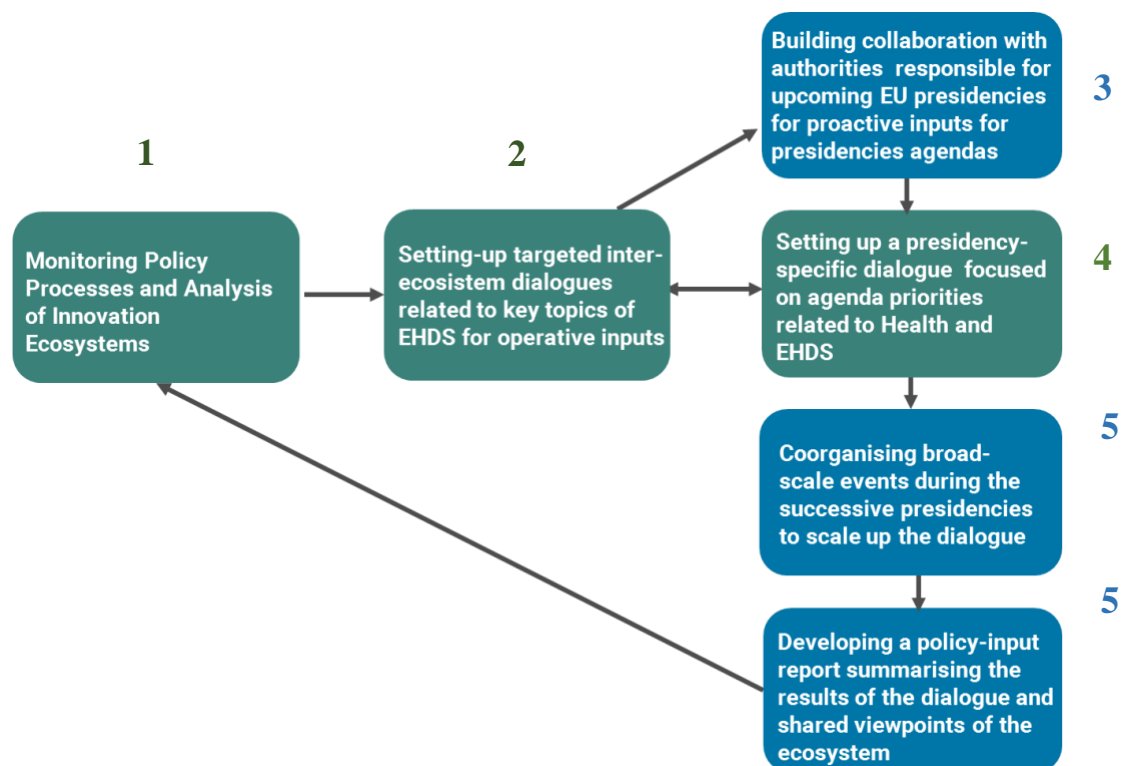 1
Monitoring Policy
Processes and Analysis
of Innovation
Ecosystems
2
Setting-up targeted inter-
ecosistem dialogues
related to key topics of
EHDS for operative inputs
3
Building collaboration with
authorities responsible for
upcoming EU presidencies
for proactive inputs for
presidencies agendas
4
Setting up a presidency-
specific dialogue focused
on agenda priorities
related to Health and
EHDS
5
Coorganising broad-
scale events during the
successive presidencies
to scale up the dialogue
5
Developing a policy-input
report summarising the
results of the dialogue and
shared viewpoints of the
ecosystem